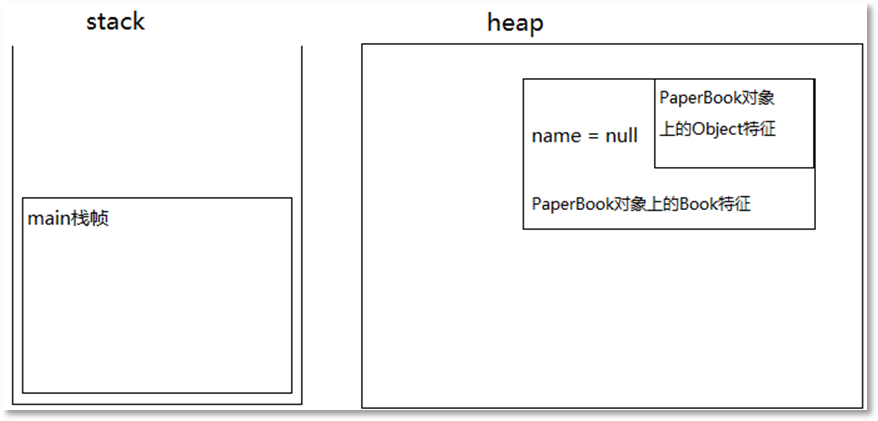 stack
heap
main栈帧
name = null
PaperBook对象
上的Object特征
PaperBook对象上的Book特征